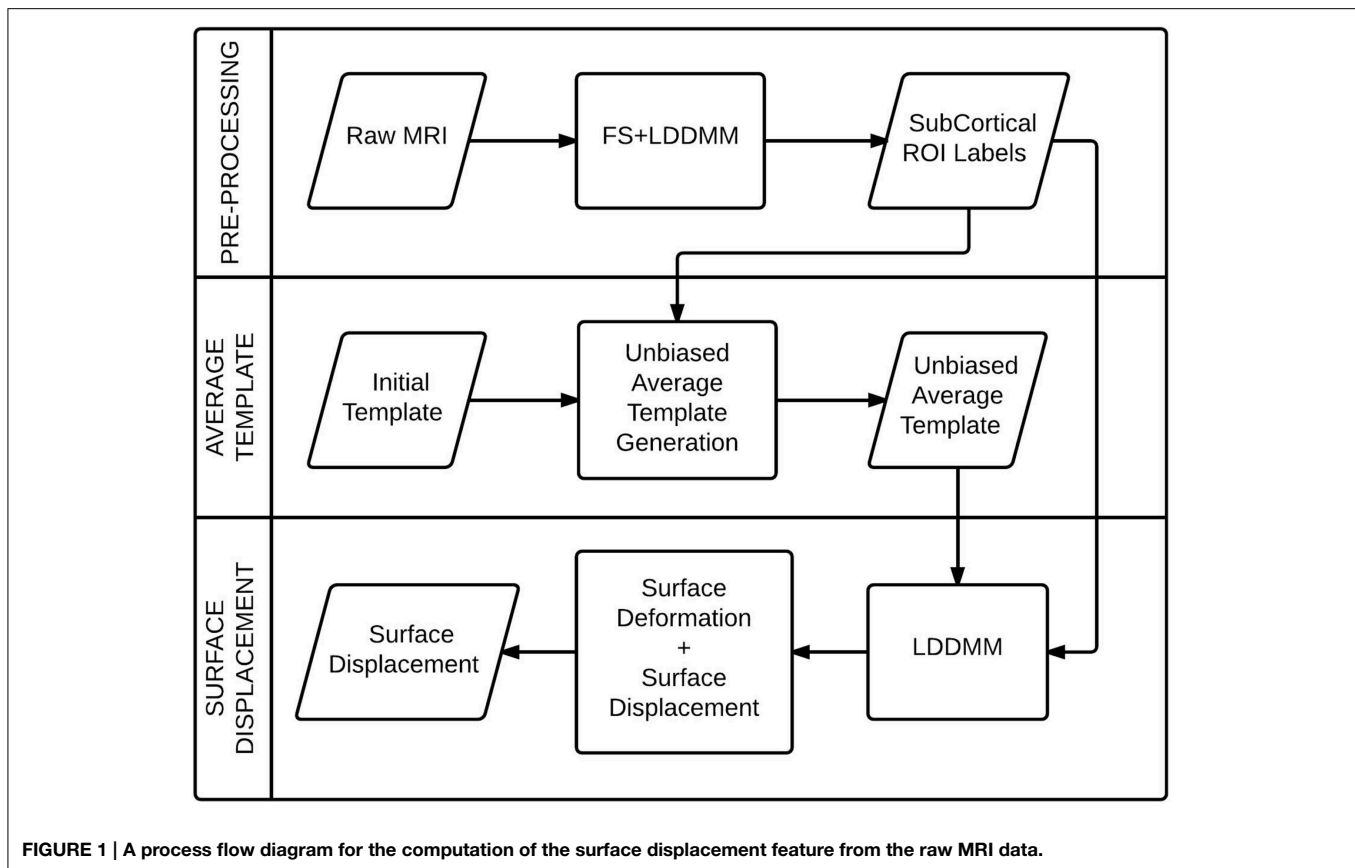 PRE-PROCESSING
Raw MRI
FS+LDDMM
SubCortical
ROI Labels
AVERAGE
TEMPLATE
Initial
Template
Unbiased
Average
Template
Generation
Unbiased
Average
Template
SURFACE
DISPLACEMENT
Surface
Displacement
Surface
Deformation
+
Surface
Displacement
LDDMM
FIGURE 1 | A process flow diagram for the computation of the surface displacement feature from the raw MRI data.